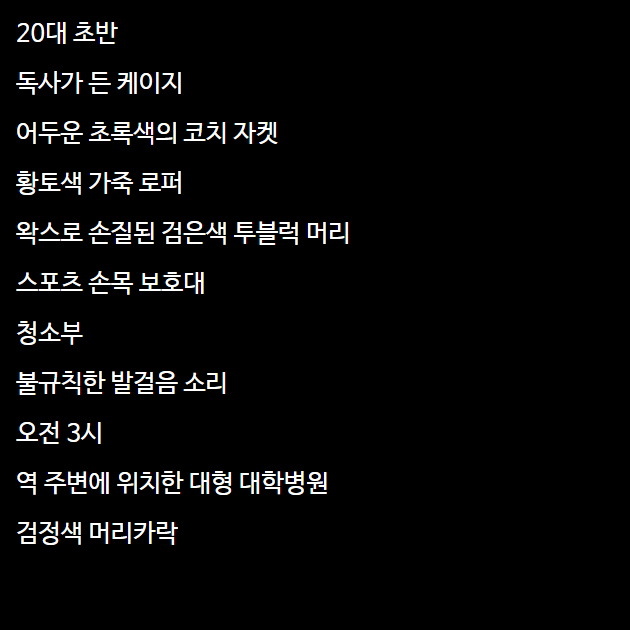 20대 초반
독사가 든 케이지
어두운 초록색의 코치 자켓
황토색 가죽 로퍼
왁스로 손질된 검은색 투블럭 머리
스포츠 손목 보호대
청소부
불규칙한 발걸음 소리
오전 3시
역 주변에 위치한 대형 대학병원
검정색 머리카락